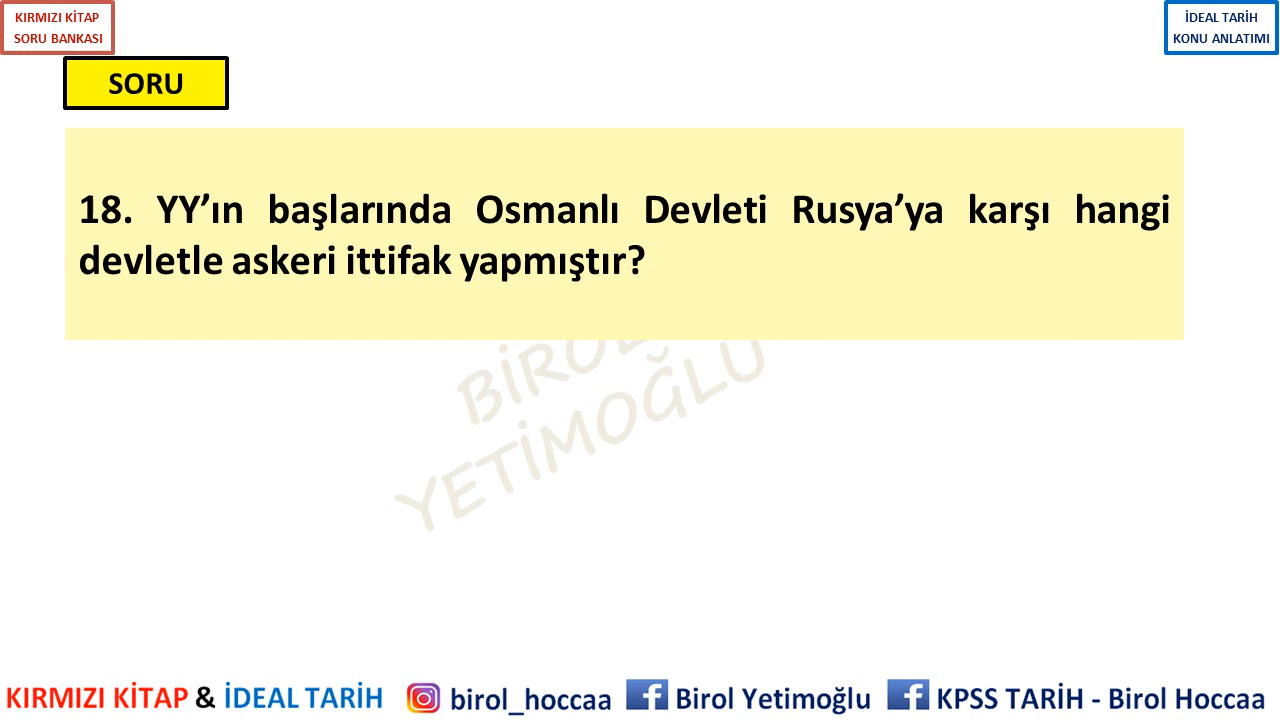 KIRMIZI KİTAP
SORU BANKASI
İDEAL TARİH
KONU ANLATIMI
SORU
18. YY’ın başlarında Osmanlı Devleti Rusya’ya karşı hangi
devletle askeri ittifak yapmıştır?
BİROL
YETİMOĞLU
KIRMIZI KİTAP & İDEAL TARİH birol_hoccaa Birol Yetimoğlu KPSS TARİH - Birol Hoccaa